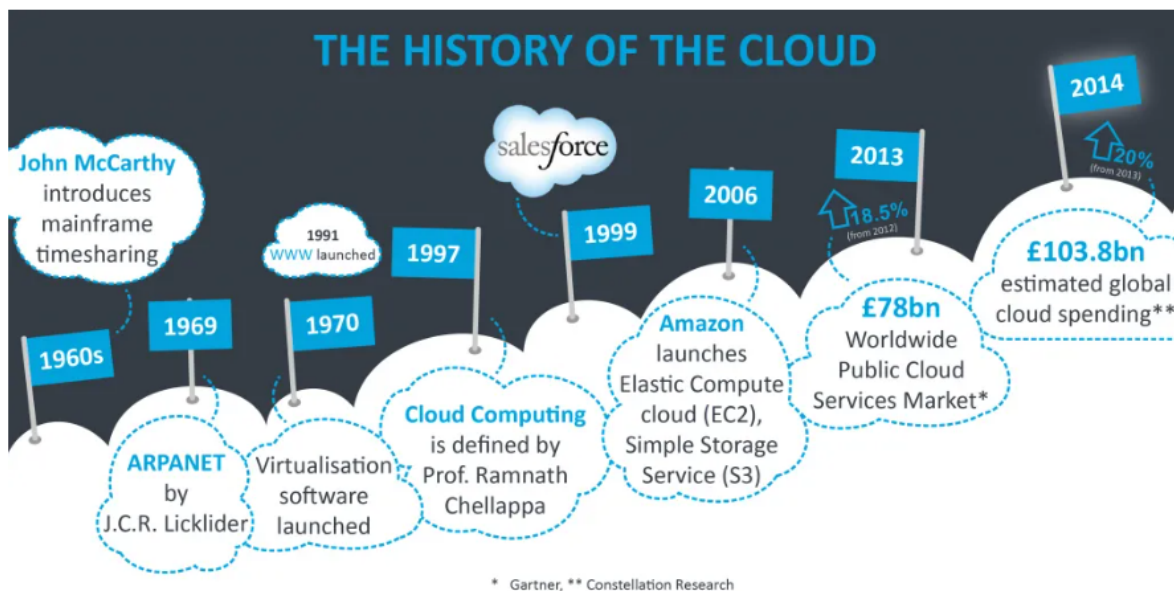 THE HISTORY OF THE CLOUD
John McCarthy
introduces
mainframe
timesharing
1960s
1969
ARPANET
by
J.C.R. Licklider
1970
Virtualisation
software
launched
1991
WWW launched
1997
Cloud Computing
is defined by
Prof. Ramnath
Chellappa
salesforce
1999
2006
Amazon
launches
Elastic Compute
cloud (EC2),
Simple Storage
Service (S3)
2013
18.5%
(from 2012)
£78bn
Worldwide
Public Cloud
Services Market*
2014
20%
(from 2013)
£103.8bn
estimated global
cloud spending**
* Gartner, ** Constellation Research